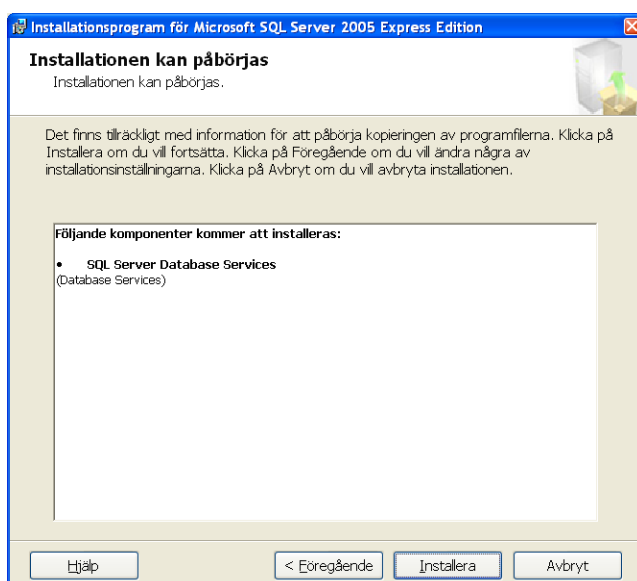 Installationsprogram för Microsoft SQL Server 2005 Express Edition
Installationen kan påbörjas
Installationen kan påbörjas.
Det finns tillräckligt med information för att påbörja kopieringen av programfilerna. Klicka på
Installera om du vill fortsätta. Klicka på Föregående om du vill ändra några av
installationsinställningarna. Klicka på Avbryt om du vill avbryta installationen.
Följande komponenter kommer att installeras:
• SQL Server Database Services
(Database Services)
Hjälp
< Föregående
Installera
Avbryt